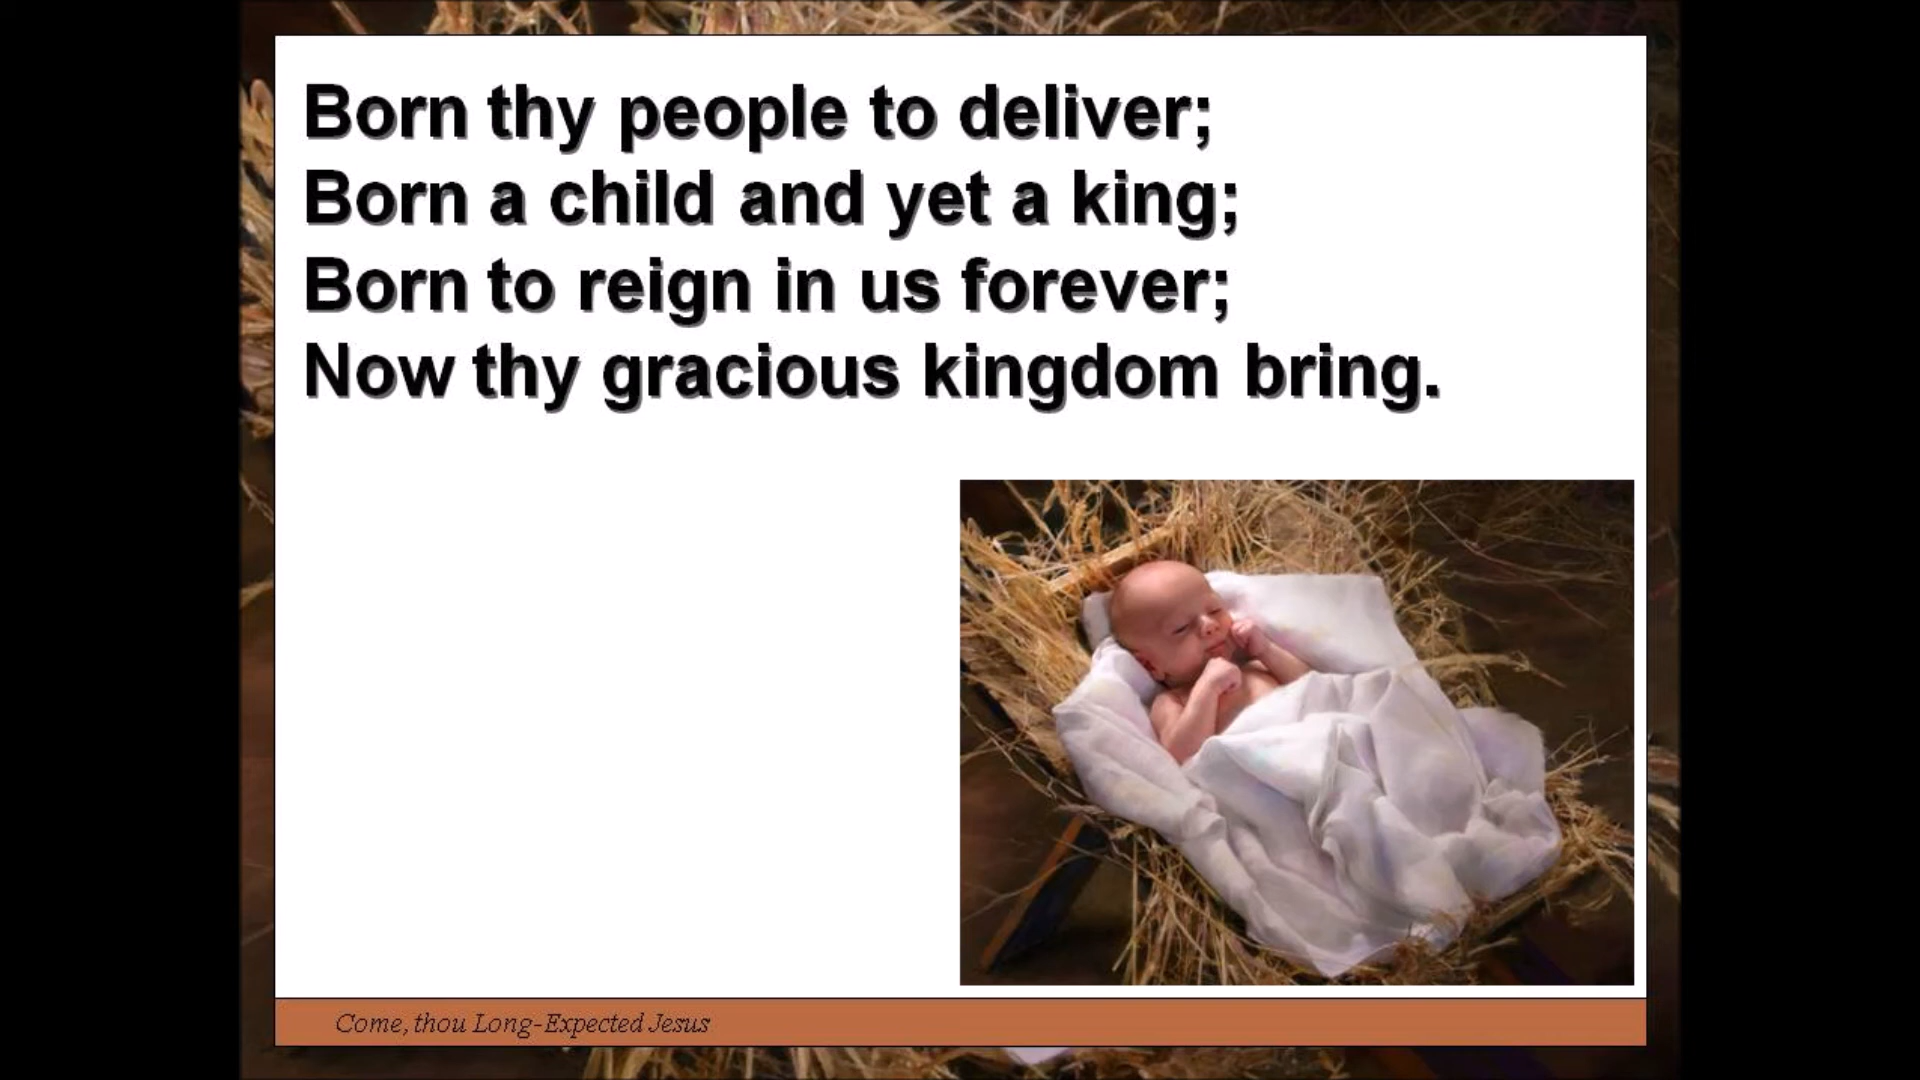 Born thy people to deliver;
Born a child and yet a king;
Born to reign in us forever;
Now thy gracious kingdom bring.
Come, thou Long-Expected Jesus